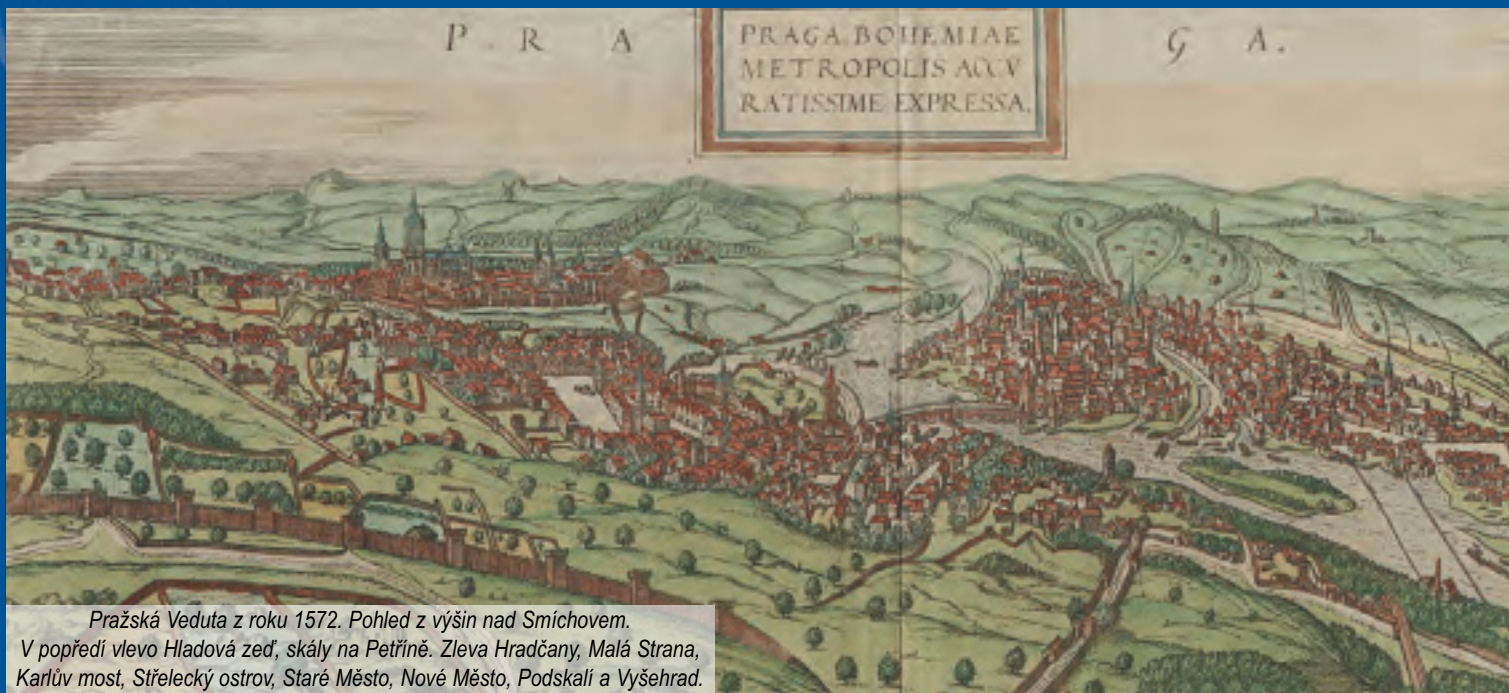 P R A G A.
PRAGA, BOHEMIAE
METROPOLIS ACCV
RATISSIME EXPRESSA.
Pražská Veduta z roku 1572. Pohled z výšin nad Smíchovem.
V popředí vlevo Hladová zeď, skály na Petříně. Zleva Hradčany, Malá Strana,
Karlův most, Střelecký ostrov, Staré Město, Nové Město, Podskalí a Vyšehrad.